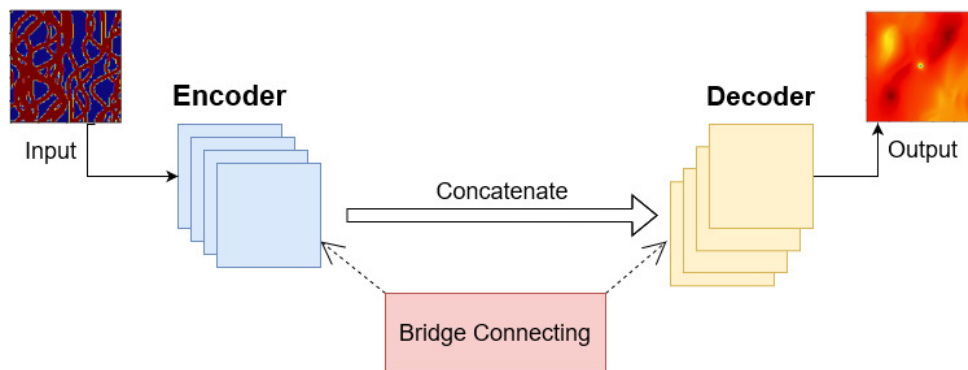 Encoder
Decoder
Input
Output
Concatenate
Bridge Connecting